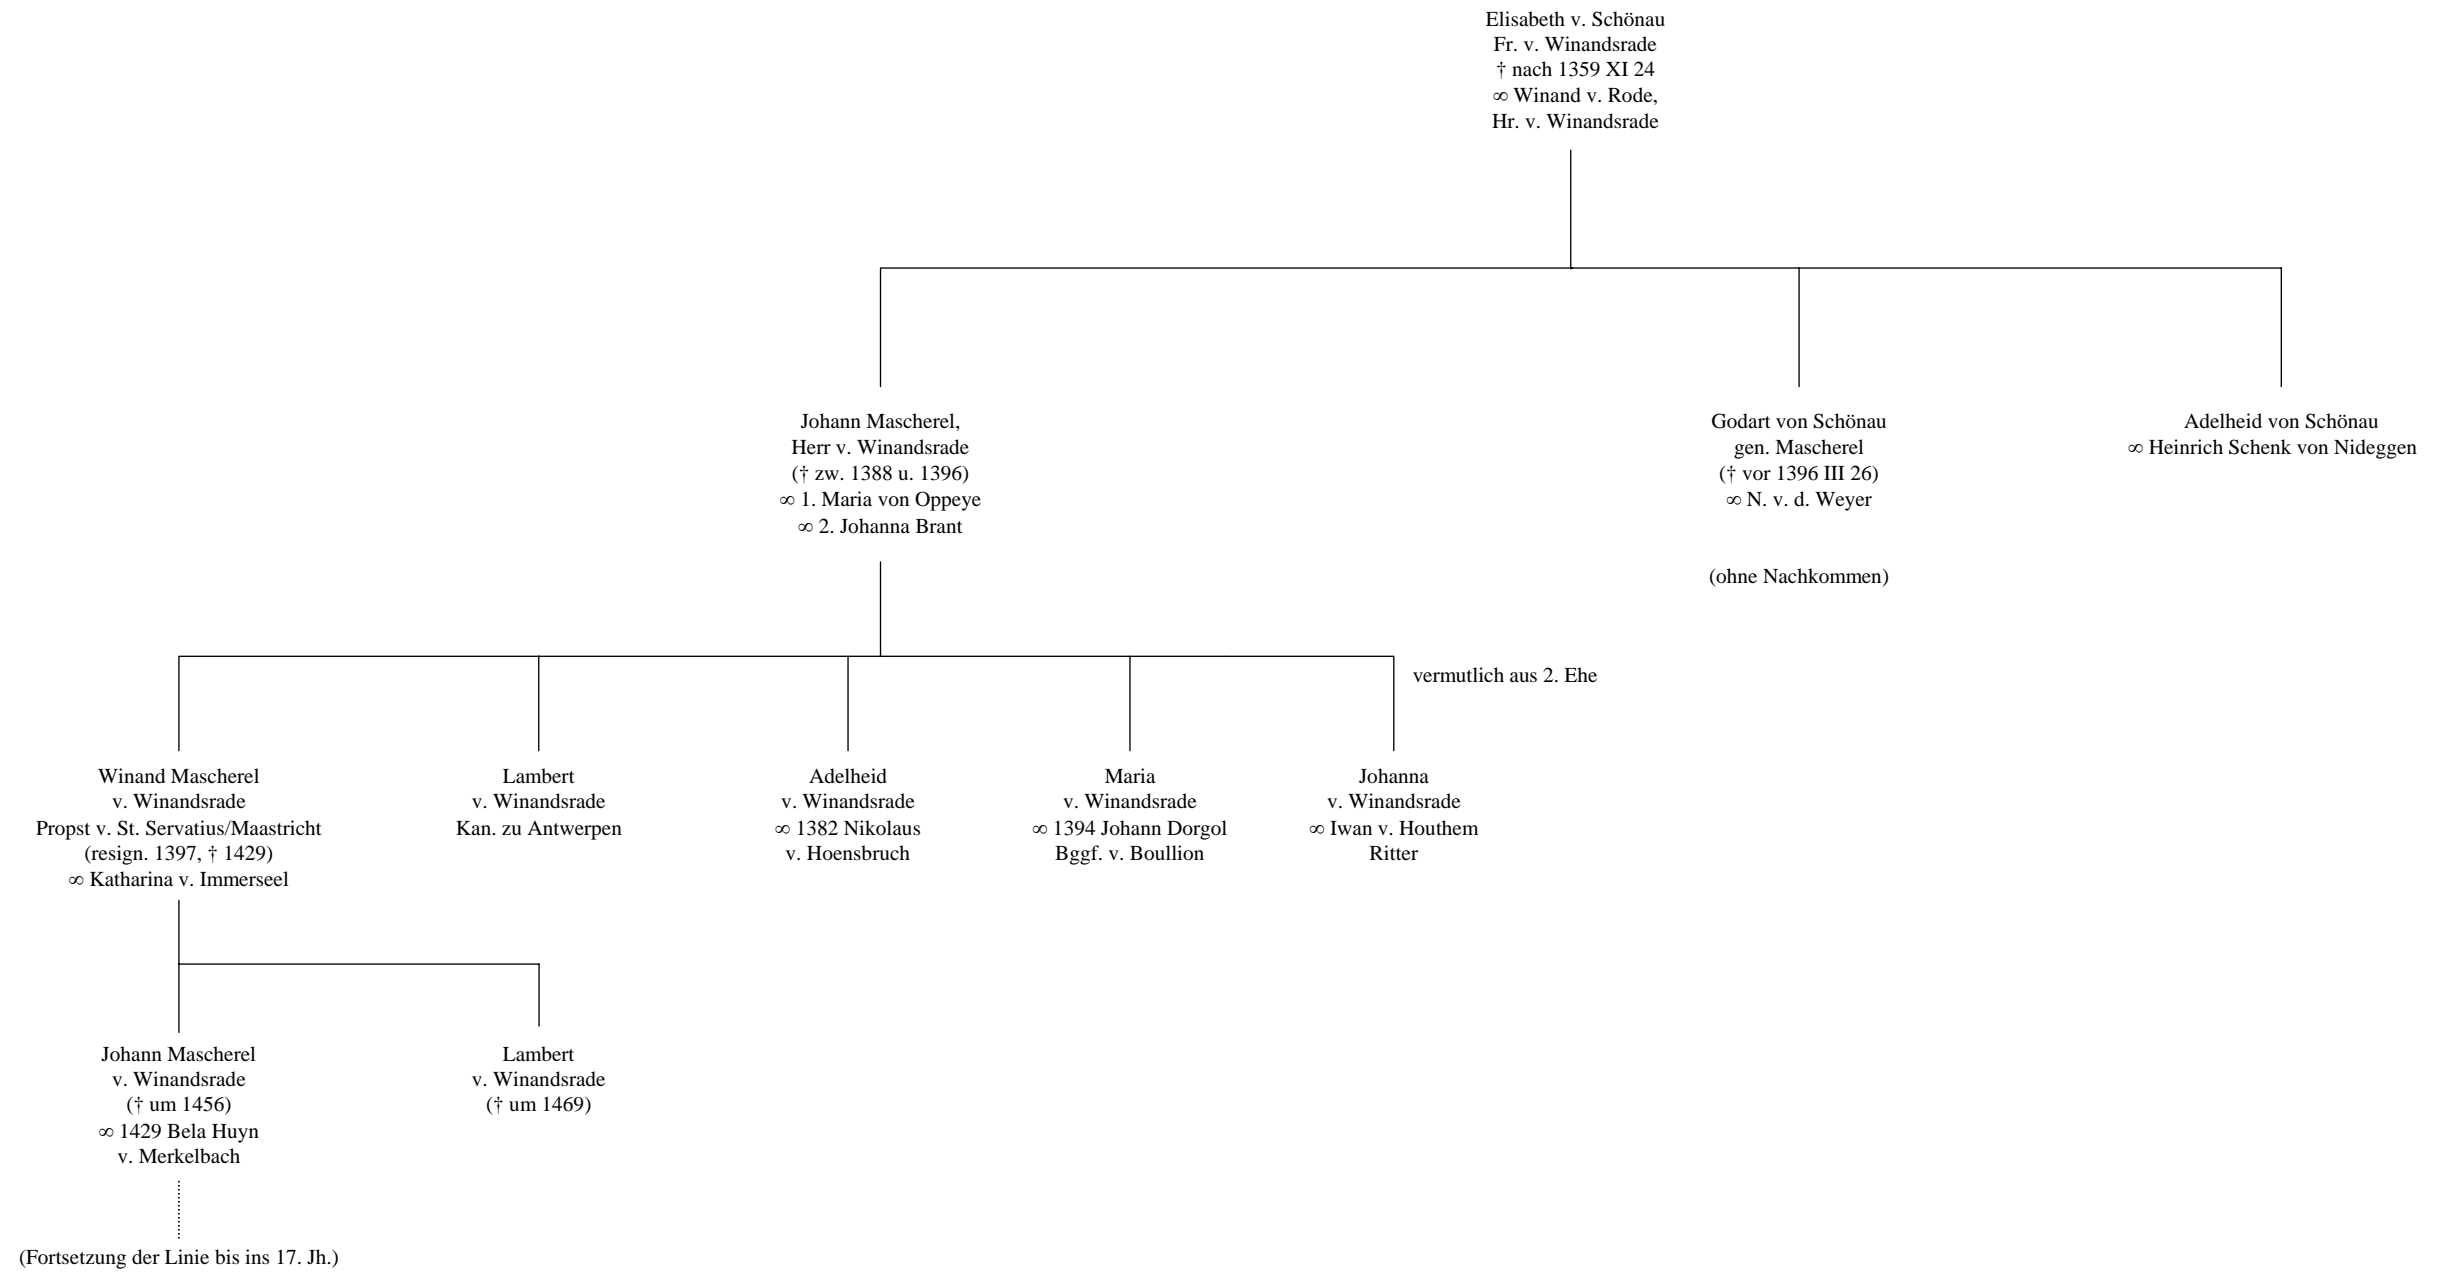 Elisabeth v. Schönau
Fr. v. Winandsrade
† nach 1359 XI 24
∞ Winand v. Rode,
Hr. v. Winandsrade
Johann Mascherel,
Herr v. Winandsrade
(† zw. 1388 u. 1396)
∞ 1. Maria von Oppeye
∞ 2. Johanna Brant
Godart von Schönau
gen. Mascherel
(† vor 1396 III 26)
∞ N. v. d. Weyer
(ohne Nachkommen)
Adelheid von Schönau
∞ Heinrich Schenk von Nideggen
vermutlich aus 2. Ehe
Winand Mascherel
v. Winandsrade
Propst v. St. Servatius/Maastricht
(resign. 1397, † 1429)
∞ Katharina v. Immerseel
Lambert
v. Winandsrade
Kan. zu Antwerpen
Adelheid
v. Winandsrade
∞ 1382 Nikolaus
v. Hoensbruch
Maria
v. Winandsrade
∞ 1394 Johann Dorgol
Bggf. v. Boullion
Johanna
v. Winandsrade
∞ Iwan v. Houthem
Ritter
Johann Mascherel
v. Winandsrade
(† um 1456)
∞ 1429 Bela Huyn
v. Merkelbach
Lambert
v. Winandsrade
(† um 1469)
(Fortsetzung der Linie bis ins 17. Jh.)